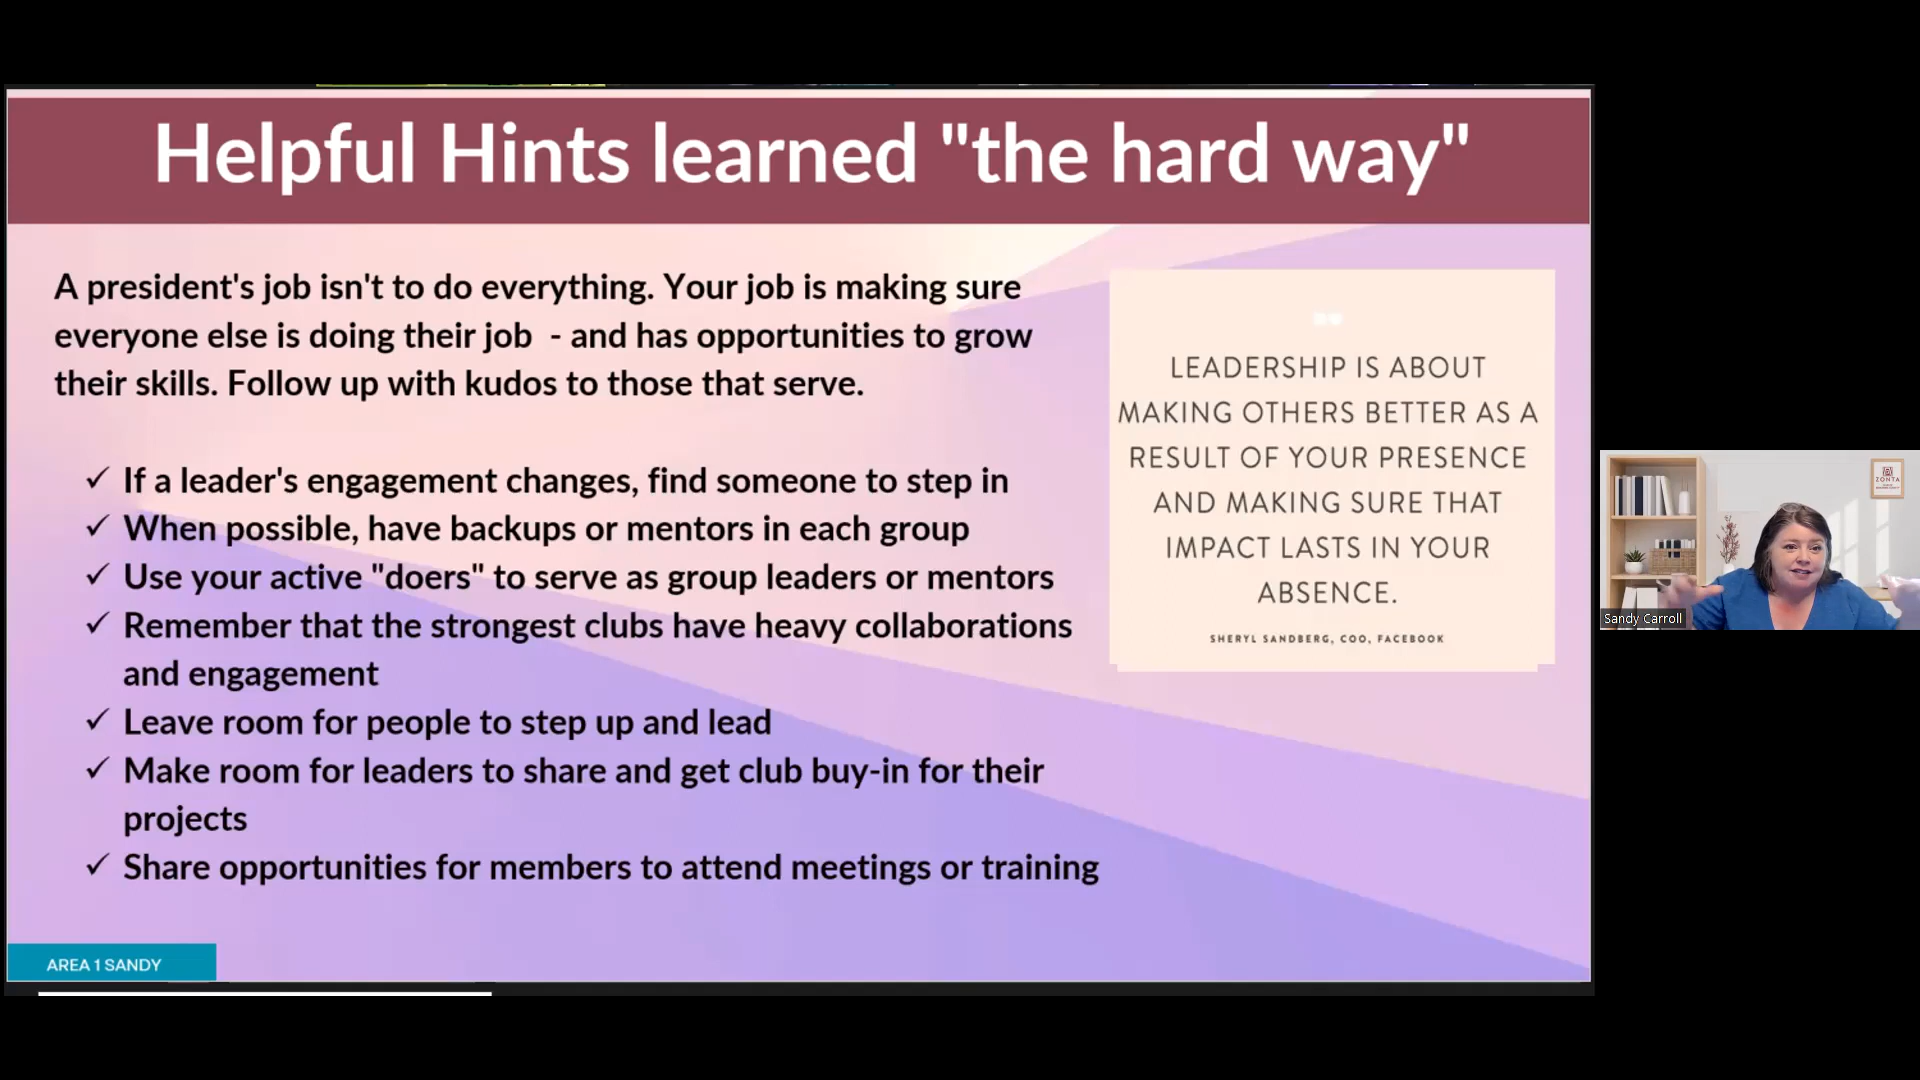 Helpful Hints learned "the hard way"
A president's job isn't to do everything. Your job is making sure
everyone else is doing their job - and has opportunities to grow
their skills. Follow up with kudos to those that serve.
✓ If a leader's engagement changes, find someone to step in
✓ When possible, have backups or mentors in each group
✓ Use your active "doers" to serve as group leaders or mentors
✓ Remember that the strongest clubs have heavy collaborations
and engagement
✓ Leave room for people to step up and lead
✓ Make room for leaders to share and get club buy-in for their
projects
✓ Share opportunities for members to attend meetings or training
LEADERSHIP IS ABOUT
MAKING OTHERS BETTER AS A
RESULT OF YOUR PRESENCE
AND MAKING SURE THAT
IMPACT LASTS IN YOUR
ABSENCE.
SHERYL SANDBERG, COO, FACEBOOK
AREA 1 SANDY
ZONTA
Sandy Carroll